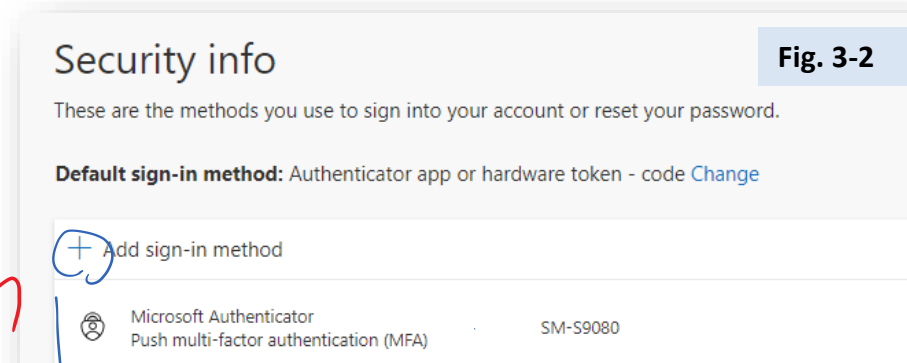 Security info
Fig. 3-2
These are the methods you use to sign into your account or reset your password.
Default sign-in method: Authenticator app or hardware token - code Change
+ Add sign-in method
Microsoft Authenticator
Push multi-factor authentication (MFA)
SM-S9080